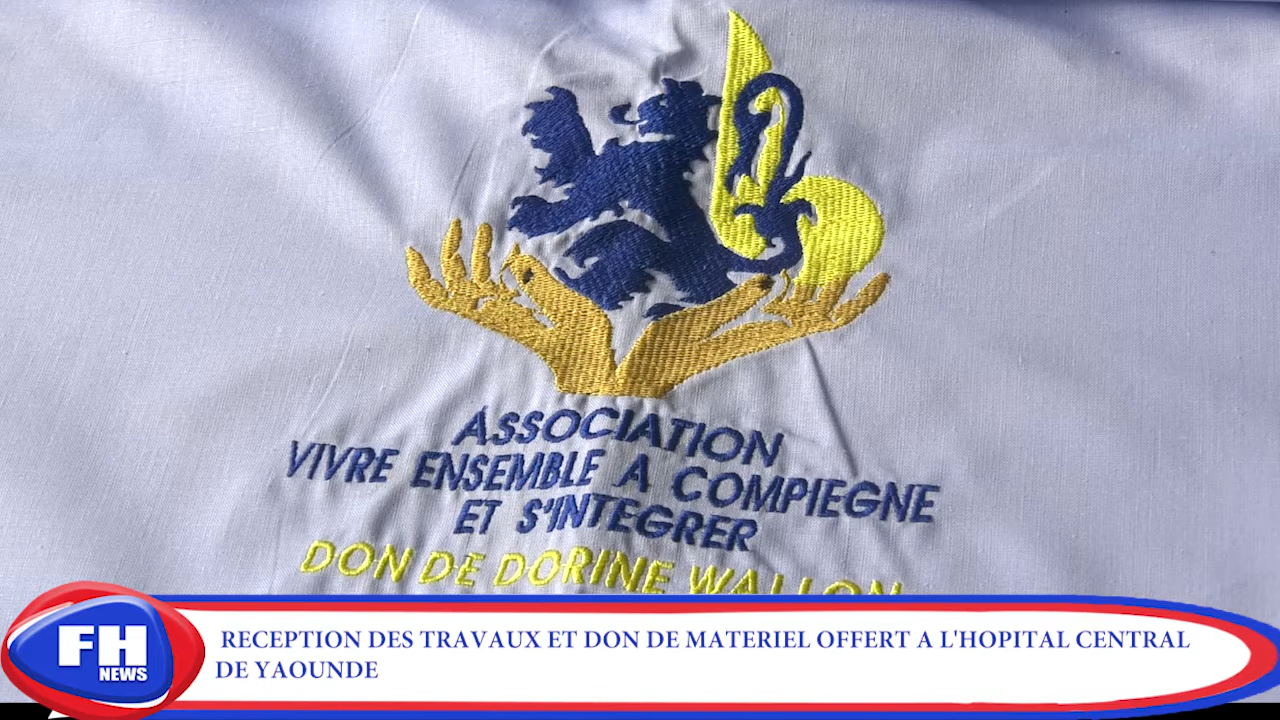 ASSOCIATION
VIVRE ENSEMBLE A COMPIEGNE
ET S'INTEGRER
DON DE DORINE WALLON
FH
NEWS
RECEPTION DES TRAVAUX ET DON DE MATERIEL OFFERT A L'HOPITAL CENTRAL
DE YAOUNDE